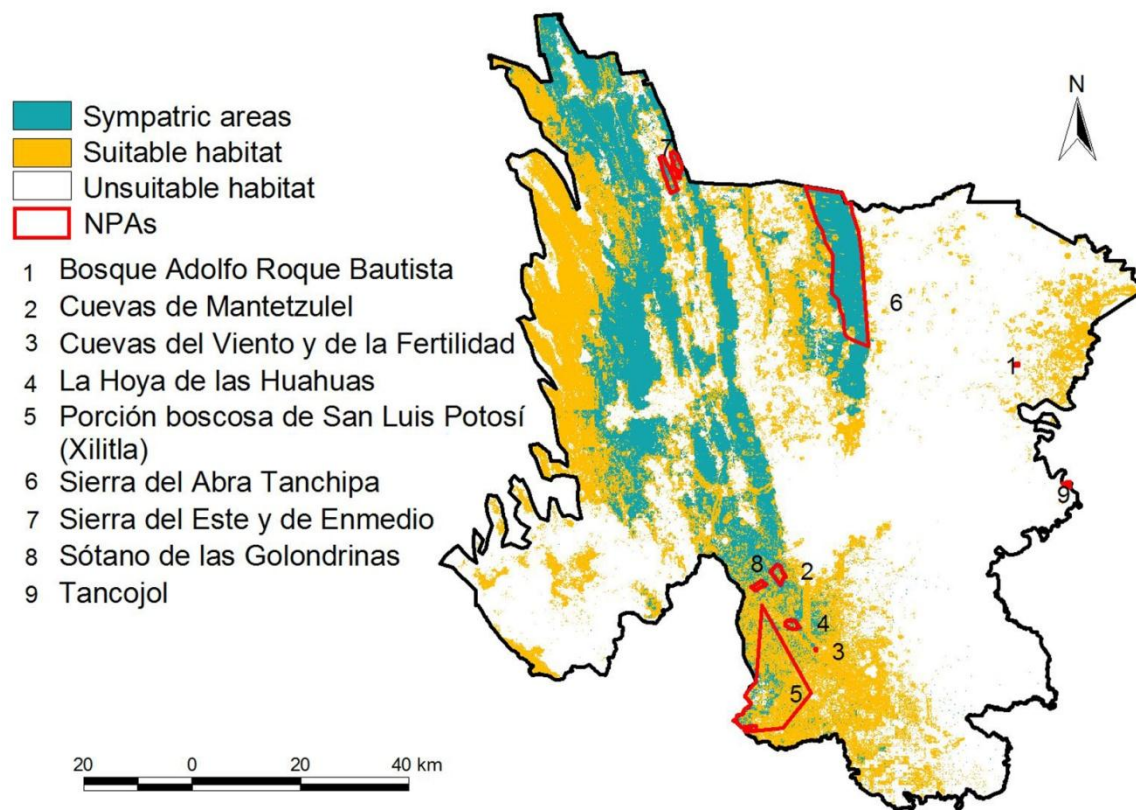 Sympatric areas
Suitable habitat
Unsuitable habitat
NPAs
1 Bosque Adolfo Roque Bautista
2 Cuevas de Mantetzulel
3 Cuevas del Viento y de la Fertilidad
4 La Hoya de las Huahuas
5 Porción boscosa de San Luis Potosí
(Xilitla)
6 Sierra del Abra Tanchipa
7 Sierra del Este y de Enmedio
8 Sótano de las Golondrinas
9 Tancojol
N
7
6
1
9
8
2
4
3
5
20 0 20 40 km